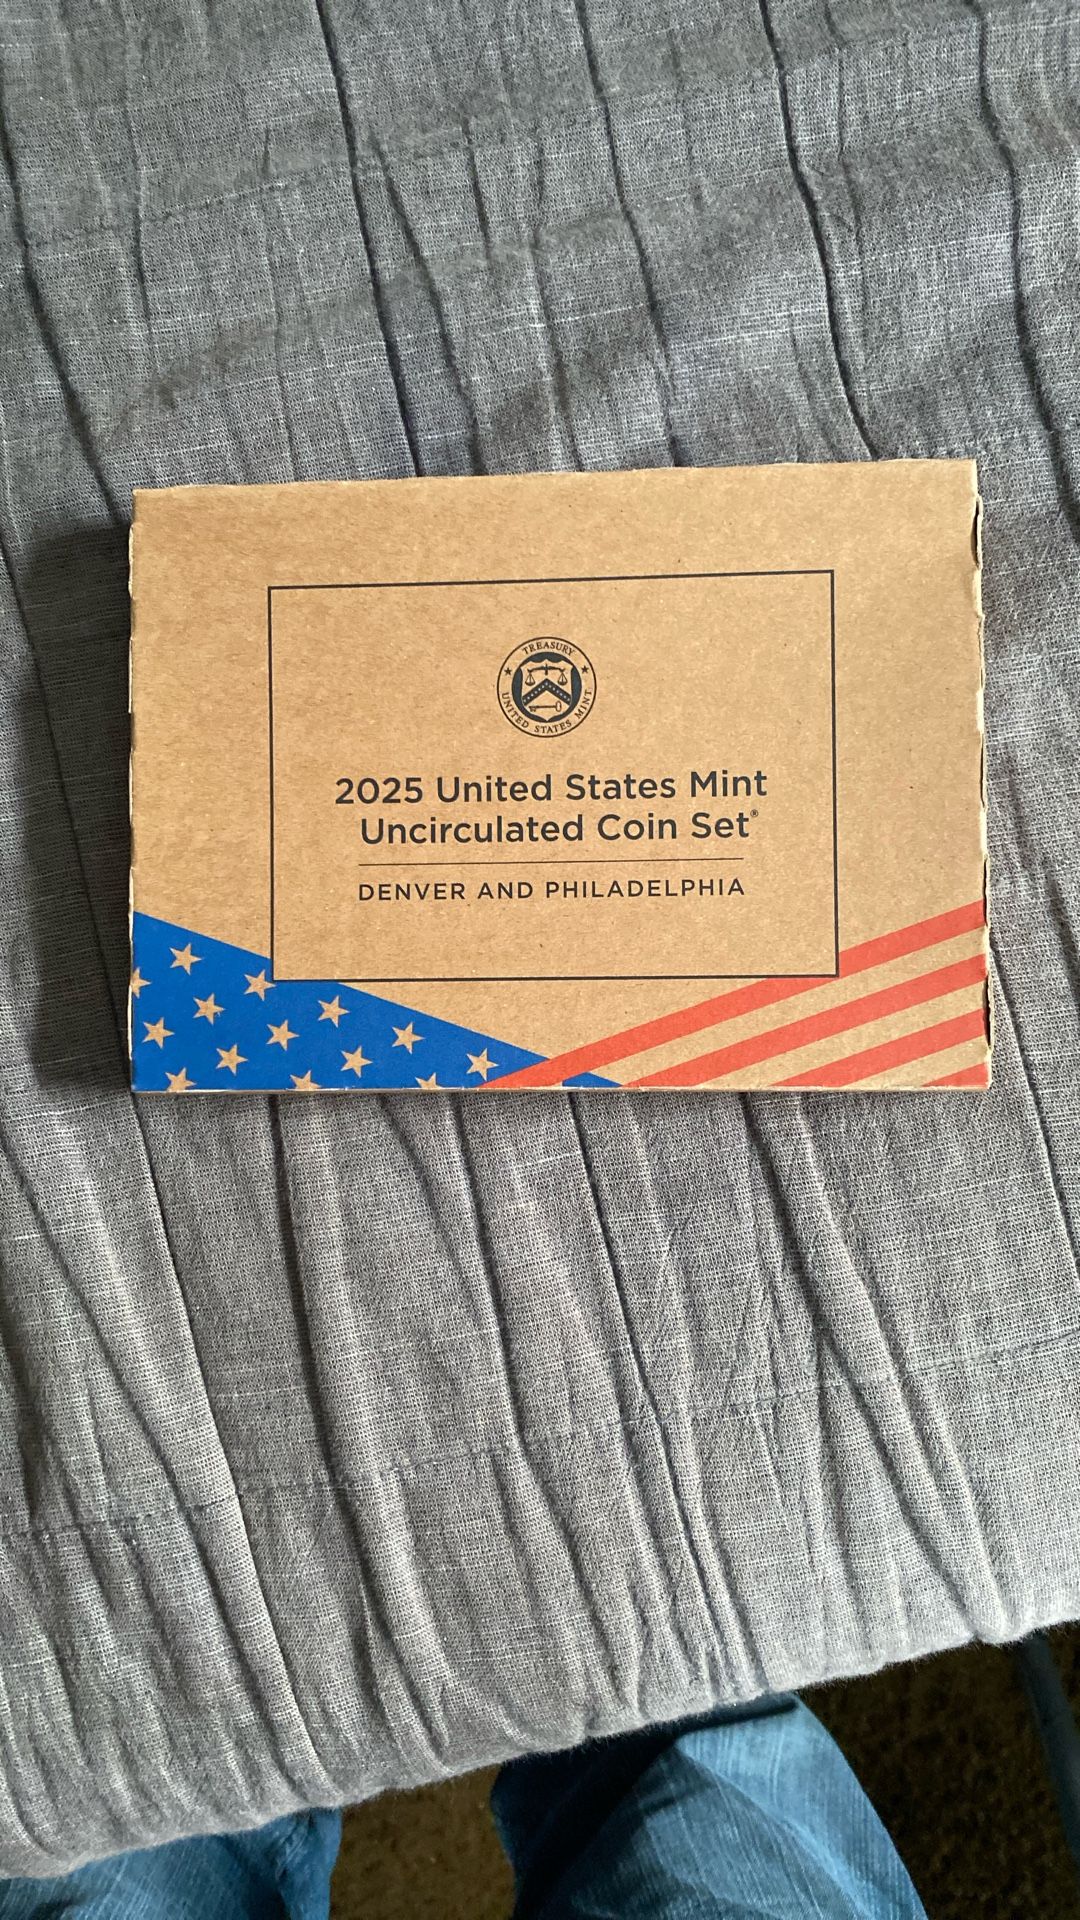 TREASURY
UNITED STATES MINT
2025 United States Mint
Uncirculated Coin Set®
DENVER AND PHILADELPHIA